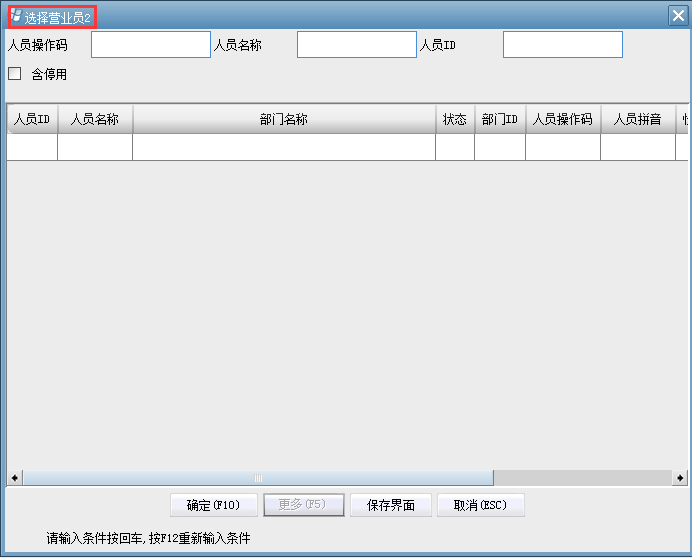 选择营业员2
人员操作码 人员名称 人员ID
含停用
人员ID 人员名称 部门名称 状态 部门ID 人员操作码 人员拼音
确定(F10) 更多(F5) 保存界面 取消(ESC)
请输入条件按回车,按F12重新输入条件